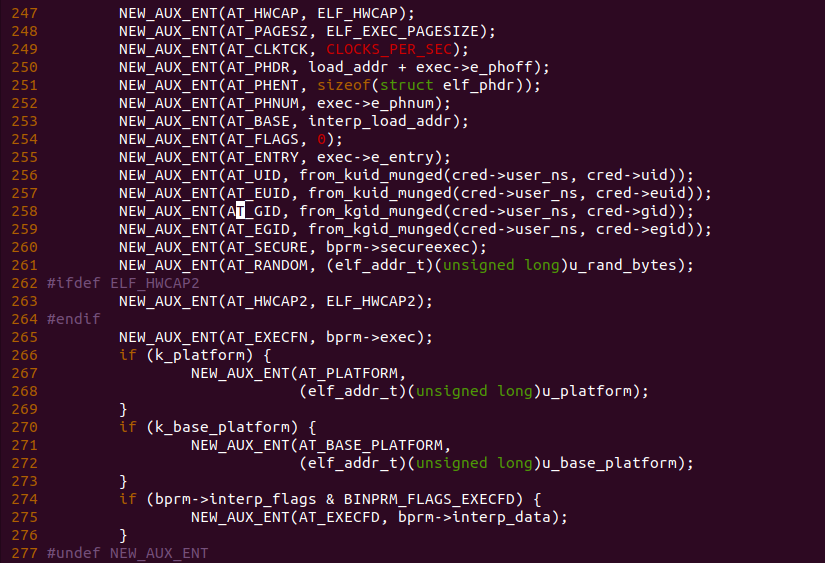 247         NEW_AUX_ENT(AT_HWCAP, ELF_HWCAP);
248         NEW_AUX_ENT(AT_PAGESZ, ELF_EXEC_PAGESIZE);
249         NEW_AUX_ENT(AT_CLKTCK, CLOCKS_PER_SEC);
250         NEW_AUX_ENT(AT_PHDR, load_addr + exec->e_phoff);
251         NEW_AUX_ENT(AT_PHENT, sizeof(struct elf_phdr));
252         NEW_AUX_ENT(AT_PHNUM, exec->e_phnum);
253         NEW_AUX_ENT(AT_BASE, interp_load_addr);
254         NEW_AUX_ENT(AT_FLAGS, 0);
255         NEW_AUX_ENT(AT_ENTRY, exec->e_entry);
256         NEW_AUX_ENT(AT_UID, from_kuid_munged(cred->user_ns, cred->uid));
257         NEW_AUX_ENT(AT_EUID, from_kuid_munged(cred->user_ns, cred->euid));
258         NEW_AUX_ENT(AT_GID, from_kgid_munged(cred->user_ns, cred->gid));
259         NEW_AUX_ENT(AT_EGID, from_kgid_munged(cred->user_ns, cred->egid));
260         NEW_AUX_ENT(AT_SECURE, bprm->secureexec);
261         NEW_AUX_ENT(AT_RANDOM, (elf_addr_t)(unsigned long)u_rand_bytes);
262 #ifdef ELF_HWCAP2
263         NEW_AUX_ENT(AT_HWCAP2, ELF_HWCAP2);
264 #endif
265         NEW_AUX_ENT(AT_EXECFN, bprm->exec);
266         if (k_platform) {
267                 NEW_AUX_ENT(AT_PLATFORM,
268                             (elf_addr_t)(unsigned long)u_platform);
269         }
270         if (k_base_platform) {
271                 NEW_AUX_ENT(AT_BASE_PLATFORM,
272                             (elf_addr_t)(unsigned long)u_base_platform);
273         }
274         if (bprm->interp_flags & BINPRM_FLAGS_EXECFD) {
275                 NEW_AUX_ENT(AT_EXECFD, bprm->interp_data);
276         }
277 #undef NEW_AUX_ENT